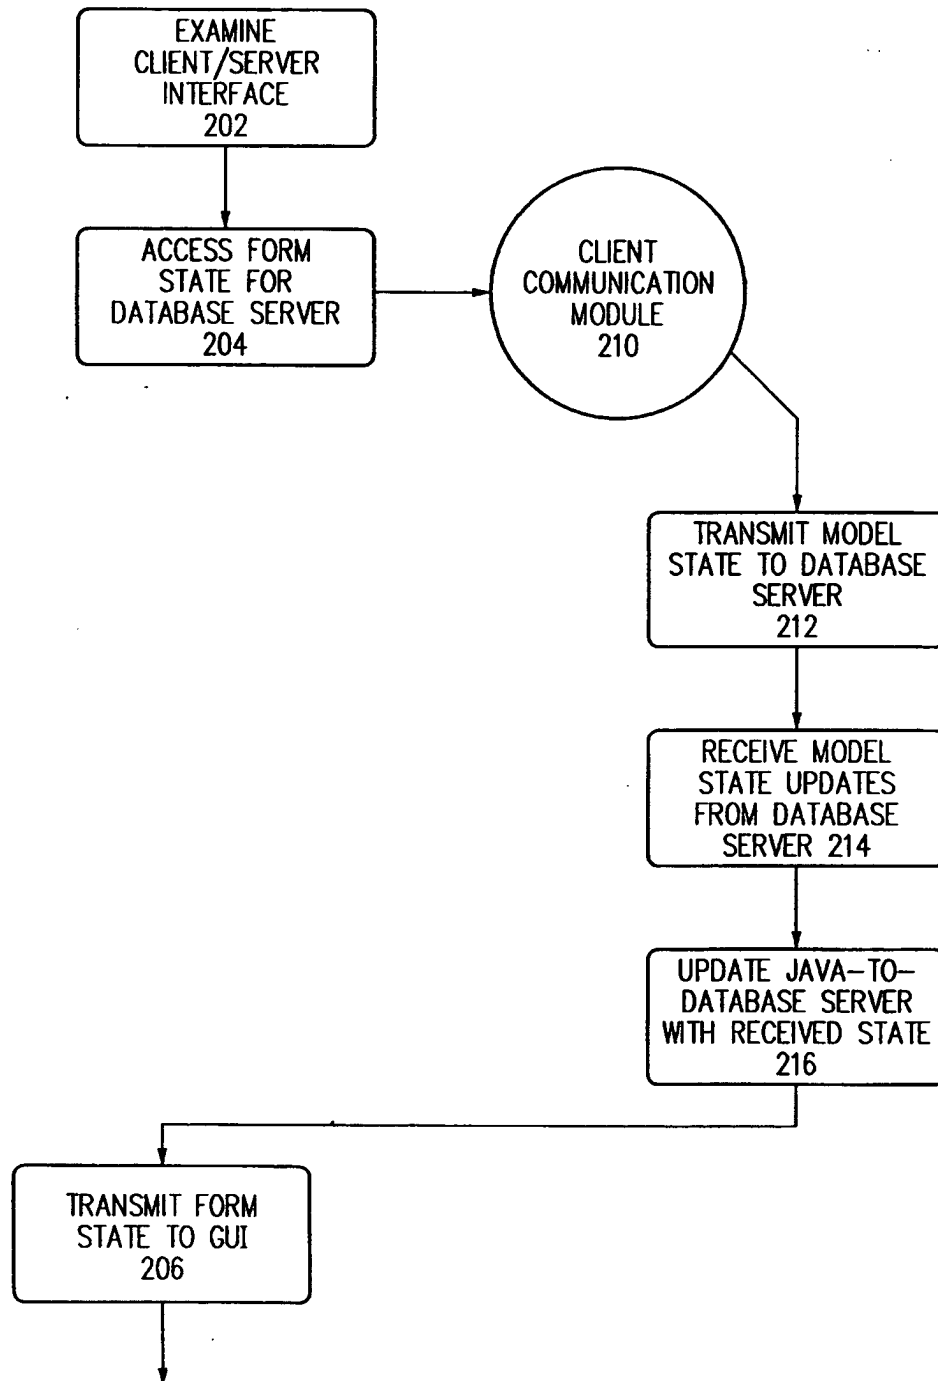 EXAMINE
CLIENT/SERVER
INTERFACE
202
ACCESS FORM
STATE FOR
DATABASE SERVER
204
CLIENT
COMMUNICATION
MODULE
210
TRANSMIT MODEL
STATE TO DATABASE
SERVER
212
RECEIVE MODEL
STATE UPDATES
FROM DATABASE
SERVER 214
UPDATE JAVA-TO-
DATABASE SERVER
WITH RECEIVED STATE
216
TRANSMIT FORM
STATE TO GUI
206